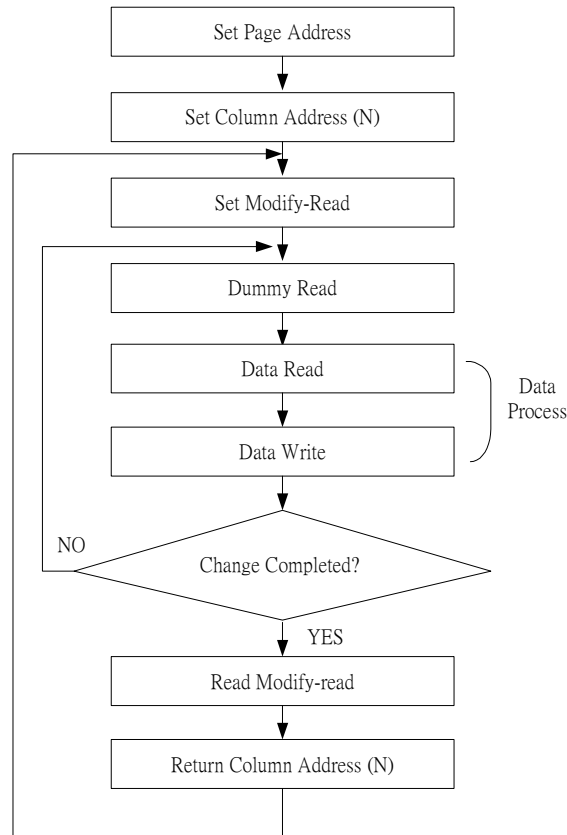 Set Page Address
Set Column Address (N)
Set Modify-Read
Dummy Read
Data Read
Data
Process
Data Write
NO
Change Completed?
YES
Read Modify-read
Return Column Address (N)